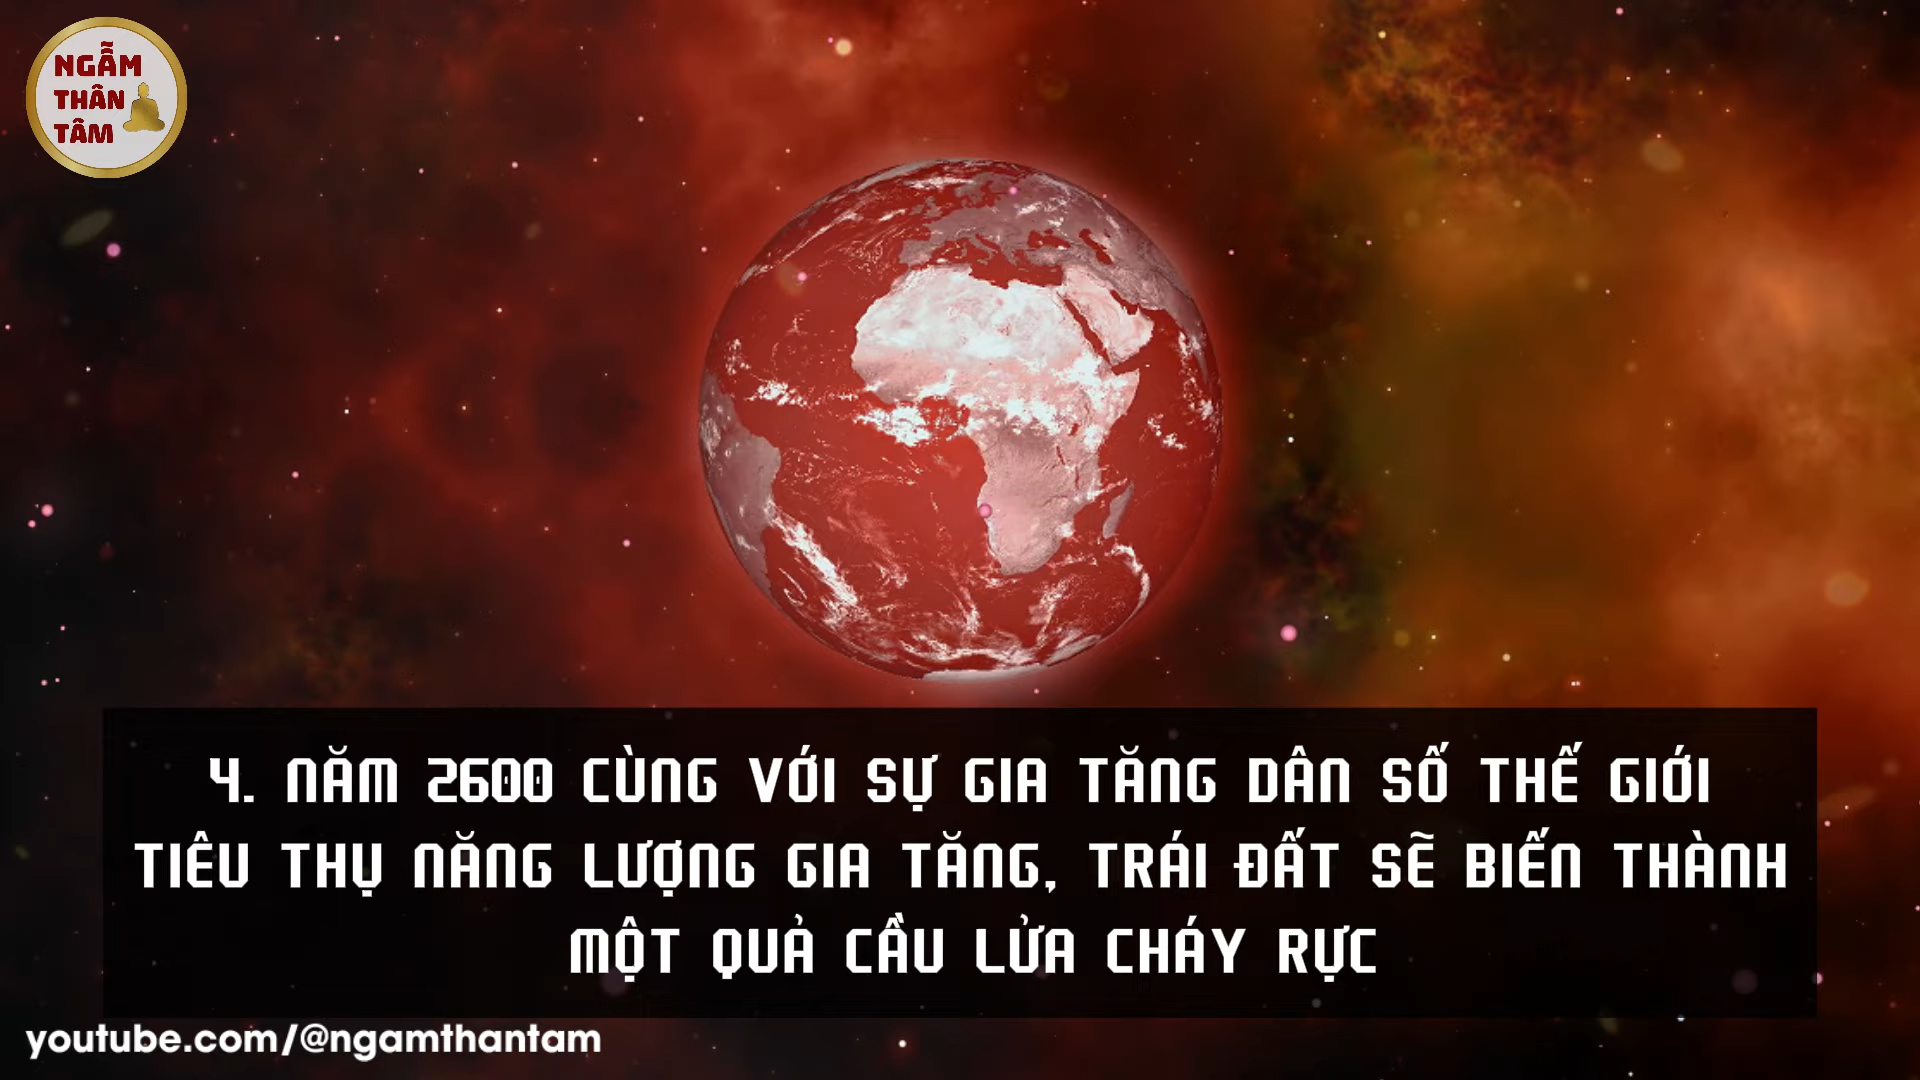 NGẪM
THÂN
TÂM
4. NĂM 2600 CÙNG VỚI SỰ GIA TĂNG DÂN SỐ THẾ GIỚI
TIÊU THỤ NĂNG LƯỢNG GIA TĂNG, TRÁI ĐẤT SẼ BIẾN THÀNH
MỘT QUẢ CẦU LỬA CHÁY RỰC
youtube.com/@ngamthantam